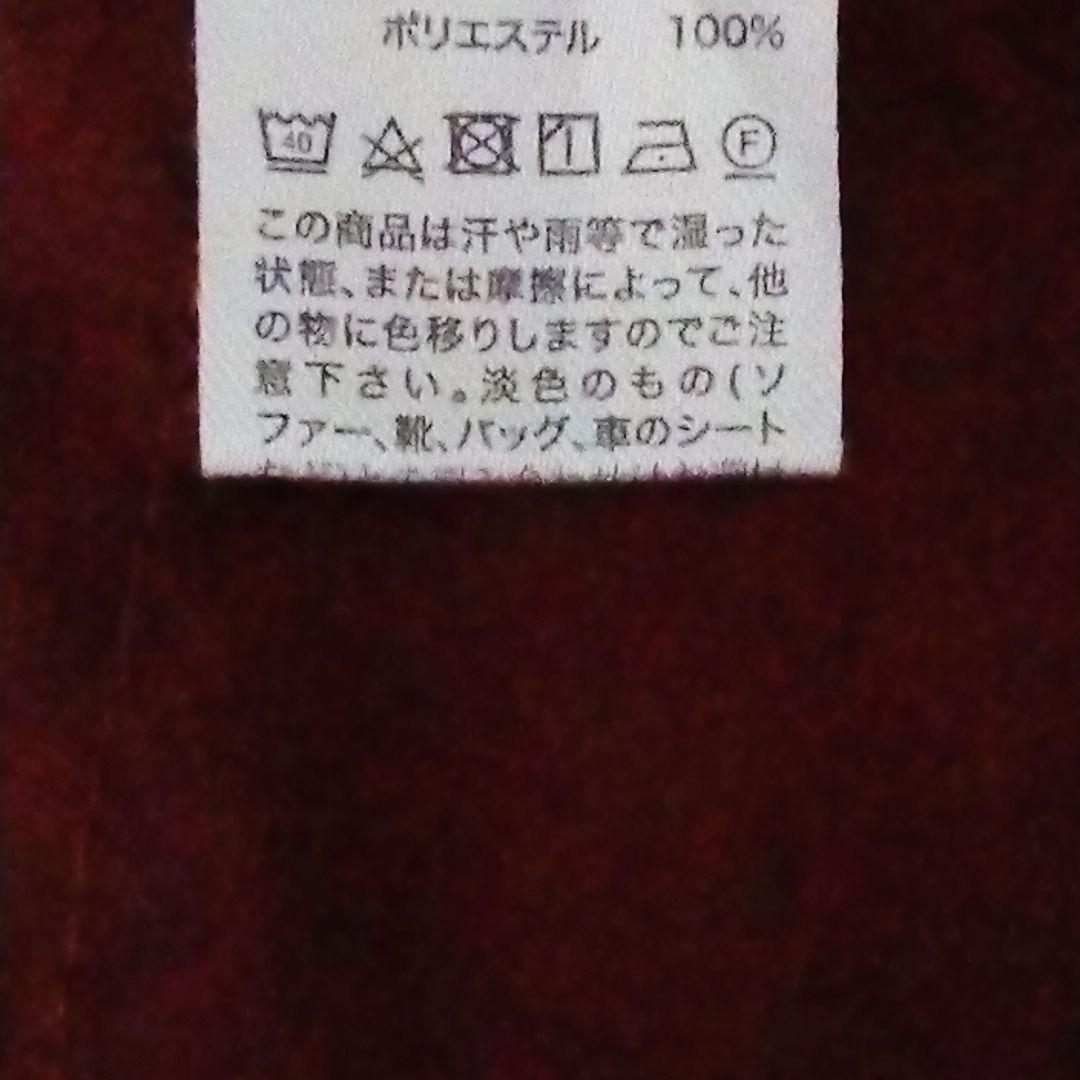 ポリエステル 100%
40 F
この商品は汗や雨等で湿った
状態、または摩擦によって、他
の物に色移りしますのでご注
意下さい。淡色のもの(ソ
ファー、靴、バッグ、車のシート